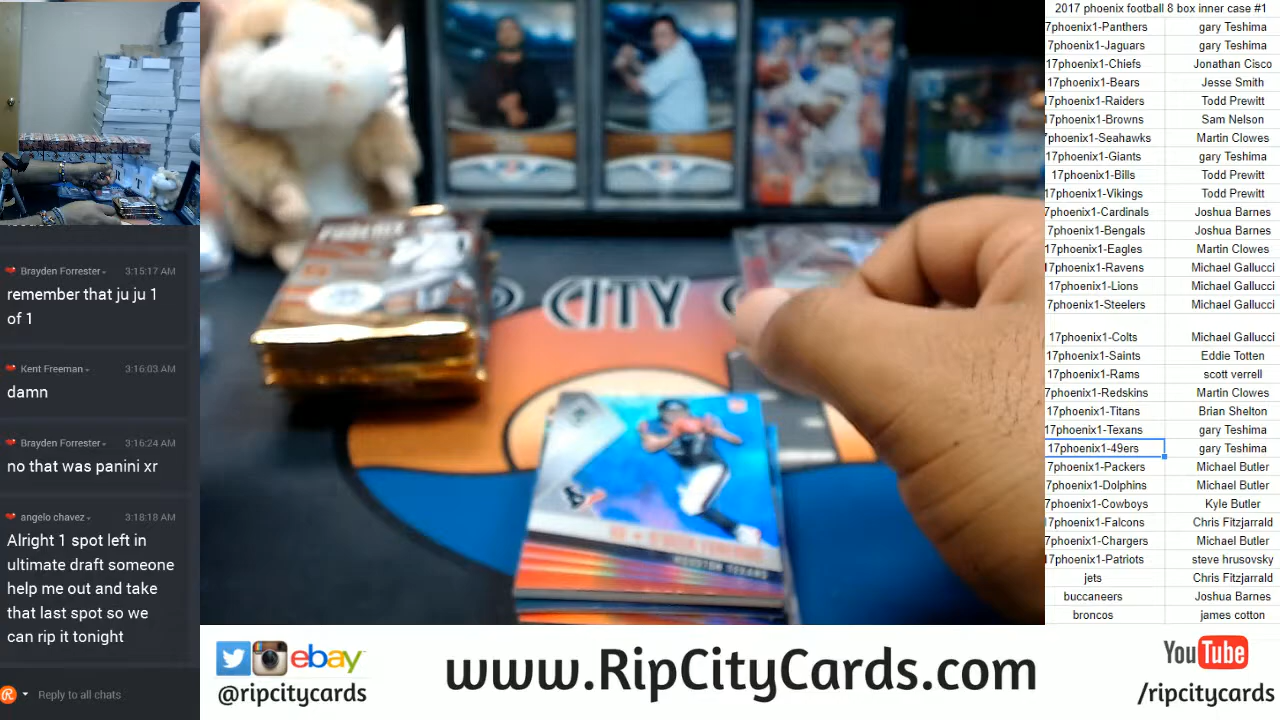 Brayden Forrester 3:15:17 AM
remember that ju ju 1
of 1
Kent Freeman 3:16:03 AM
damn
Brayden Forrester 3:16:24 AM
no that was panini xr
angelo chavez 3:18:18 AM
Alright 1 spot left in
ultimate draft someone
help me out and take
that last spot so we
can rip it tonight
Reply to all chats
PHOENIX
CITY
HOUSTON TEXANS
2017 phoenix football 8 box inner case #1
7phoenix1-Panthers gary Teshima
7phoenix1-Jaguars gary Teshima
17phoenix1-Chiefs Jonathan Cisco
17phoenix1-Bears Jesse Smith
17phoenix1-Raiders Todd Prewitt
17phoenix1-Browns Sam Nelson
7phoenix1-Seahawks Martin Clowes
17phoenix1-Giants gary Teshima
17phoenix1-Bills Todd Prewitt
17phoenix1-Vikings Todd Prewitt
7phoenix1-Cardinals Joshua Barnes
7phoenix1-Bengals Joshua Barnes
17phoenix1-Eagles Martin Clowes
17phoenix1-Ravens Michael Gallucci
17phoenix1-Lions Michael Gallucci
7phoenix1-Steelers Michael Gallucci
17phoenix1-Colts Michael Gallucci
17phoenix1-Saints Eddie Totten
17phoenix1-Rams scott verrell
7phoenix1-Redskins Martin Clowes
17phoenix1-Titans Brian Shelton
17phoenix1-Texans gary Teshima
17phoenix1-49ers gary Teshima
7phoenix1-Packers Michael Butler
7phoenix1-Dolphins Michael Butler
7phoenix1-Cowboys Kyle Butler
17phoenix1-Falcons Chris Fitzjarrald
7phoenix1-Chargers Michael Butler
17phoenix1-Patriots steve hrusovsky
jets Chris Fitzjarrald
buccaneers Joshua Barnes
broncos james cotton
ebay
@ripcitycards
www.RipCityCards.com
YouTube
/ripcitycards